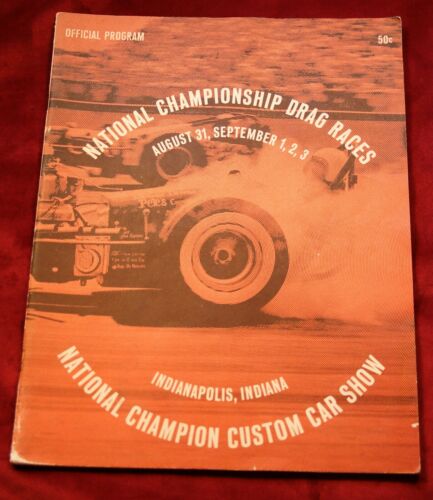 OFFICIAL PROGRAM
50c
NATIONAL CHAMPIONSHIP DRAG RACES
AUGUST 31, SEPTEMBER 1, 2, 3
INDIANAPOLIS, INDIANA
NATIONAL CHAMPION CUSTOM CAR SHOW